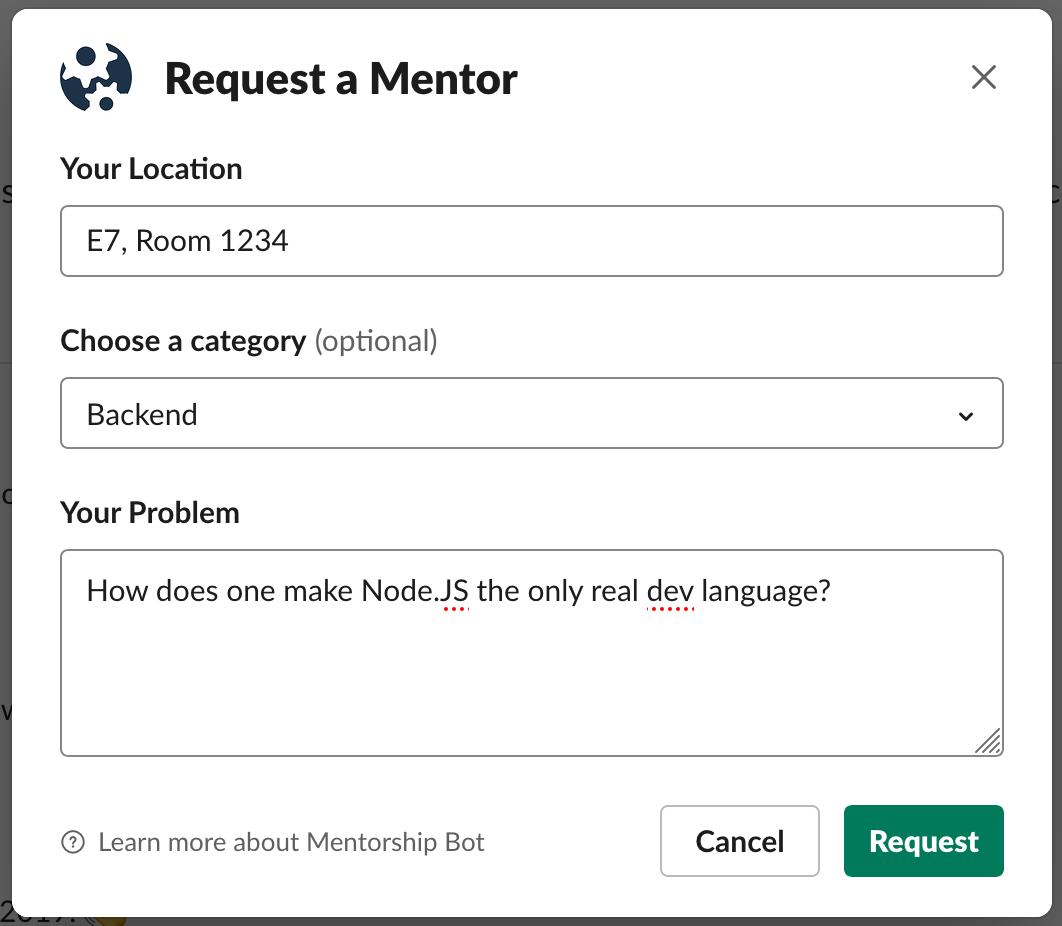 Request a Mentor
Your Location
E7, Room 1234
Choose a category (optional)
Backend
Your Problem
How does one make Node.JS the only real dev language?
Learn more about Mentorship Bot
Cancel
Request